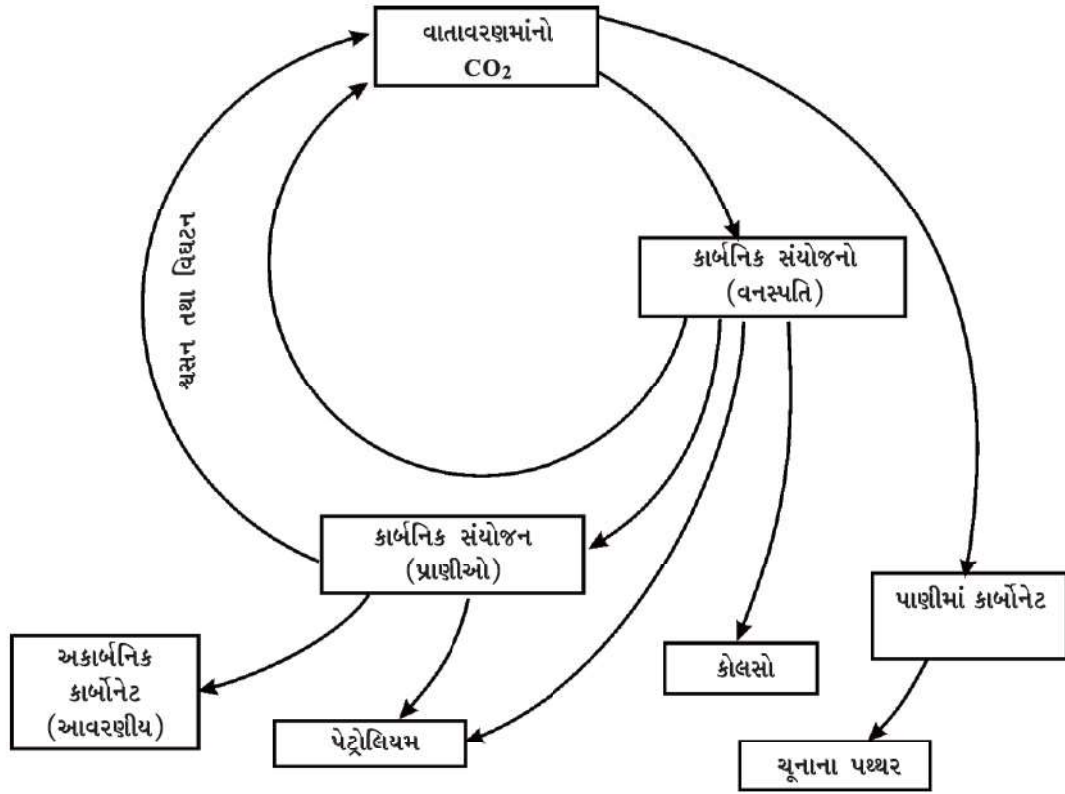 વાતાવરણમાંનો
CO₂
શ્વસન તથા વિઘટન
કાર્બનિક સંયોજનો
(વનસ્પતિ)
કાર્બનિક સંયોજન
(પ્રાણીઓ)
પાણીમાં કાર્બોનેટ
અકાર્બનિક
કાર્બોનેટ
(આવરણીય)
કોલસો
પેટ્રોલિયમ
ચૂનાના પથ્થર